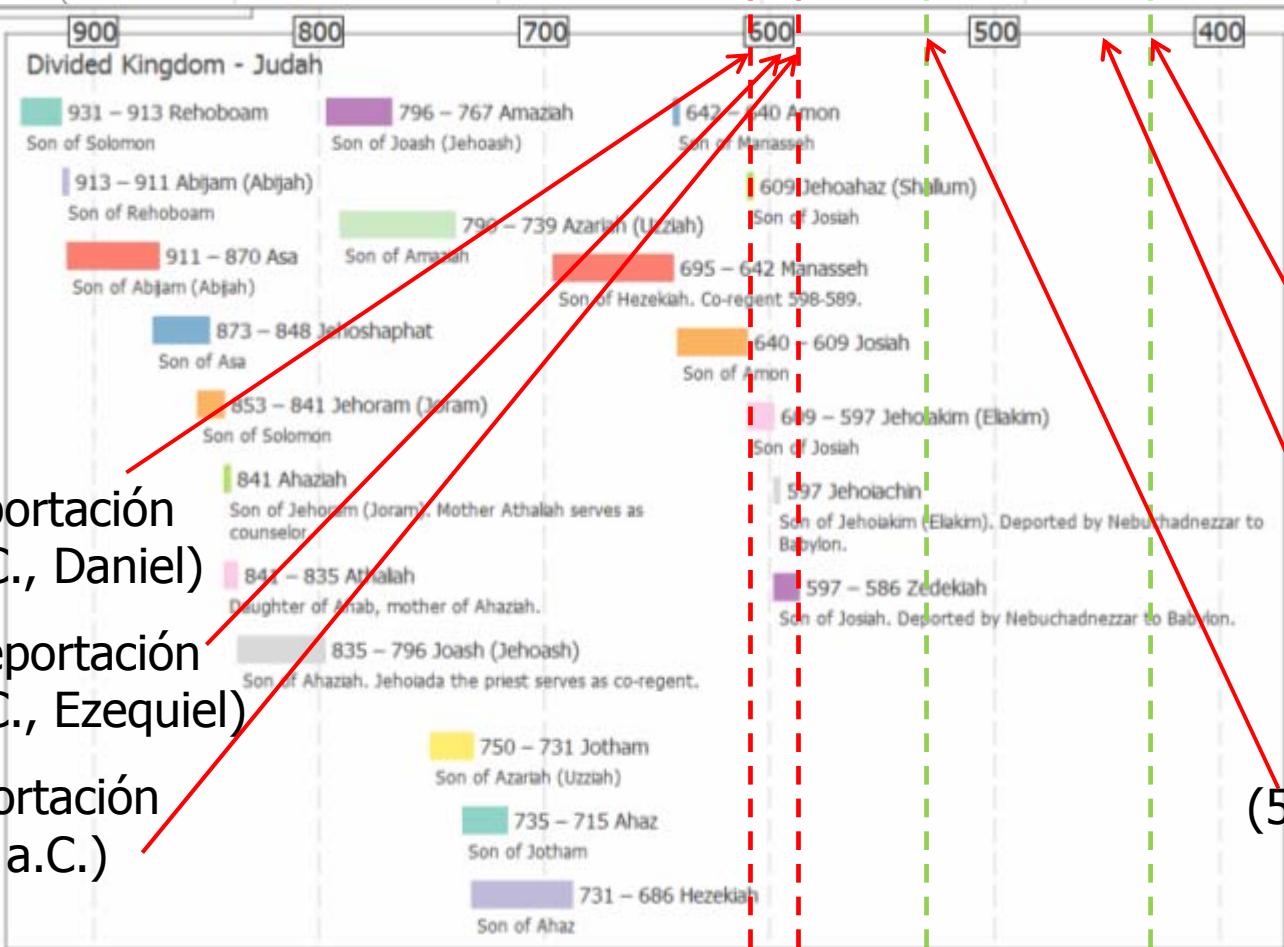 900 800 700 600 500 400
Divided Kingdom - Judah
931 – 913 Rehoboam
Son of Solomon
913 – 911 Abijam (Abijah)
Son of Rehoboam
911 – 870 Asa
Son of Abijam (Abijah)
873 – 848 Jehoshaphat
Son of Asa
853 – 841 Jehoram (Joram)
Son of Solomon
841 Ahaziah
Son of Jehoram (Joram). Mother Athaliah serves as
counselor.
841 – 835 Athaliah
Daughter of Ahab, mother of Ahaziah.
835 – 796 Joash (Jehoash)
Son of Ahaziah. Jehoiada the priest serves as co-regent.
796 – 767 Amaziah
Son of Joash (Jehoash)
790 – 739 Azariah (Uzziah)
Son of Amaziah
750 – 731 Jotham
Son of Azariah (Uzziah)
735 – 715 Ahaz
Son of Jotham
731 – 686 Hezekiah
Son of Ahaz
695 – 642 Manasseh
Son of Hezekiah. Co-regent 598-589.
642 – 640 Amon
Son of Manasseh
640 – 609 Josiah
Son of Amon
609 Jehoahaz (Shallum)
Son of Josiah
609 – 597 Jehoiakim (Eliakim)
Son of Josiah
597 Jehoiachin
Son of Jehoiakim (Eliakim). Deported by Nebuchadnezzar to
Babylon.
597 – 586 Zedekiah
Son of Josiah. Deported by Nebuchadnezzar to Babylon.
portación
C., Daniel)
eportación
C., Ezequiel)
ortación
a.C.)
(5